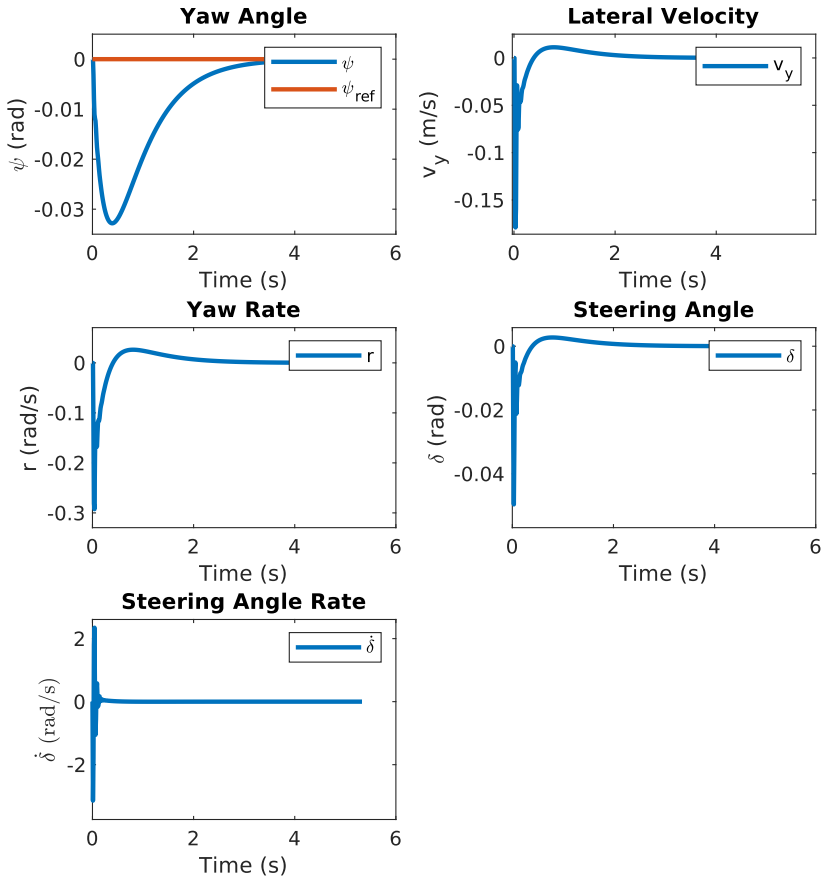 Yaw Angle
0
-0.01
-0.02
-0.03
ψ (rad)
ψ
ψref
0 2 4 6
Time (s)
Lateral Velocity
0
-0.05
-0.1
-0.15
vy (m/s)
vy
0 2 4 6
Time (s)
Yaw Rate
0
-0.1
-0.2
-0.3
r (rad/s)
r
0 2 4 6
Time (s)
Steering Angle
0
-0.02
-0.04
δ (rad)
δ
0 2 4 6
Time (s)
Steering Angle Rate
2
0
-2
δ̇ (rad/s)
δ̇
0 2 4 6
Time (s)